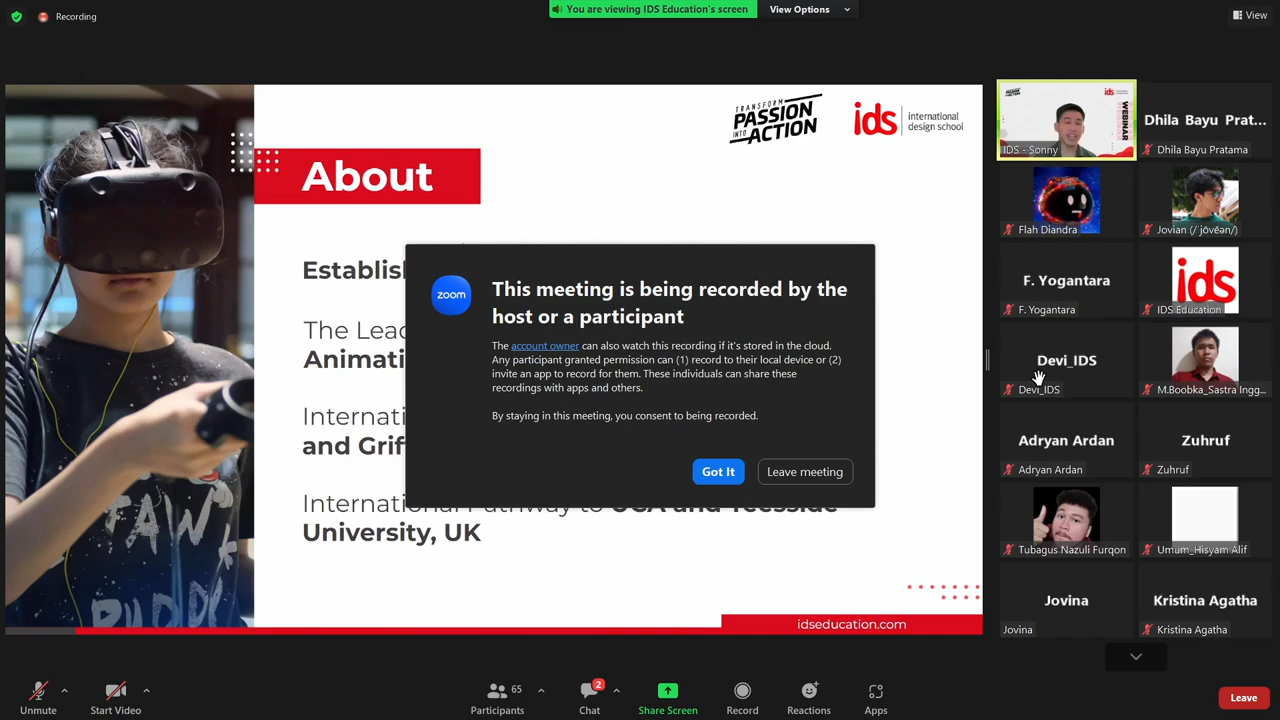 Recording
You are viewing IDS Education's screen
View Options
View
TRANSFORM
PASSION
INTO
ACTION
ids
international
design school
About
Establis
The Lea
Animati
Internati
and Grif
International Pathway to UCA and Teesside
University, UK
idseducation.com
zoom
This meeting is being recorded by the
host or a participant
The account owner can also watch this recording if it's stored in the cloud.
Any participant granted permission can (1) record to their local device or (2)
invite an app to record for them. These individuals can share these
recordings with apps and others.
By staying in this meeting, you consent to being recorded.
Got It
Leave meeting
ids
WEBINAR
IDS - Sonny
Dhila Bayu Prat...
Dhila Bayu Pratama
Flah Diandra
Jovian (/ˈjōvēən/)
F. Yogantara
F. Yogantara
ids
IDS Education
Devi_IDS
Devi_IDS
M.Boobka_Sastra Ingg...
Adryan Ardan
Adryan Ardan
Zuhruf
Zuhruf
Tubagus Nazuli Furqon
Umum_Hisyam Alif
Jovina
Jovina
Kristina Agatha
Kristina Agatha
Unmute
Start Video
65
Participants
2
Chat
Share Screen
Record
Reactions
Apps
Leave